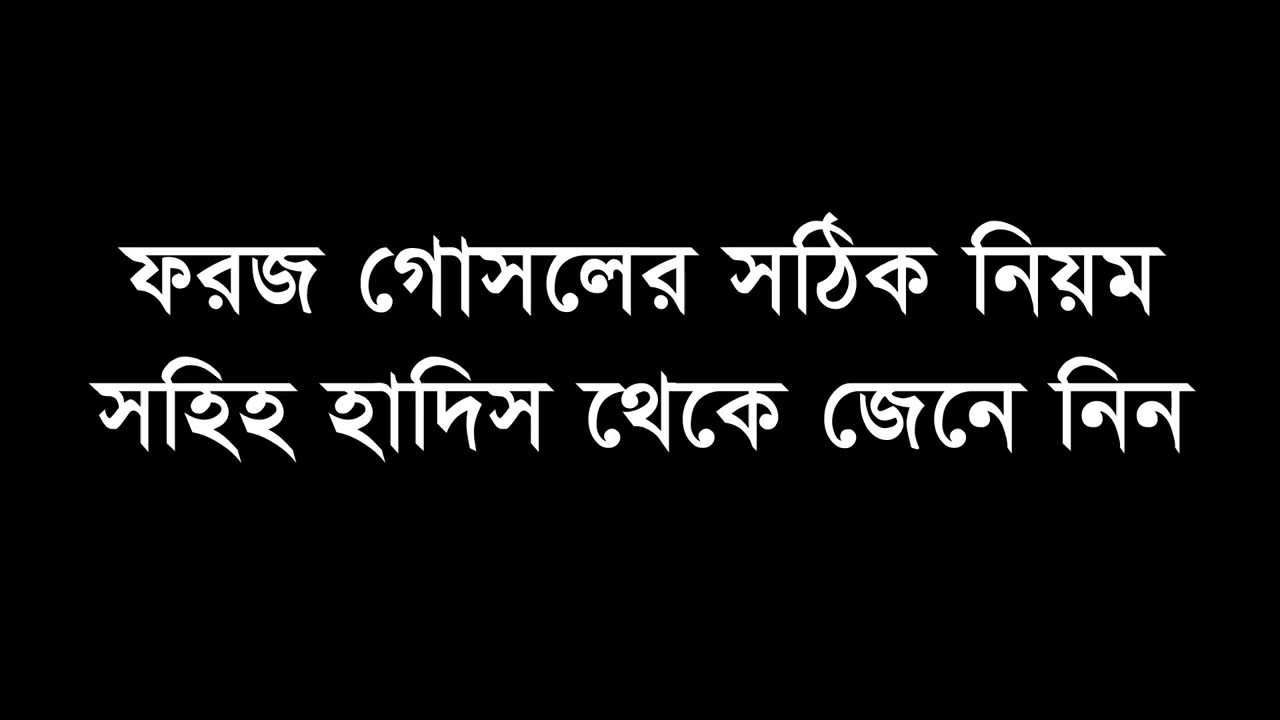 ফরজ গোসলের সঠিক নিয়ম
সহিহ হাদিস থেকে জেনে নিন